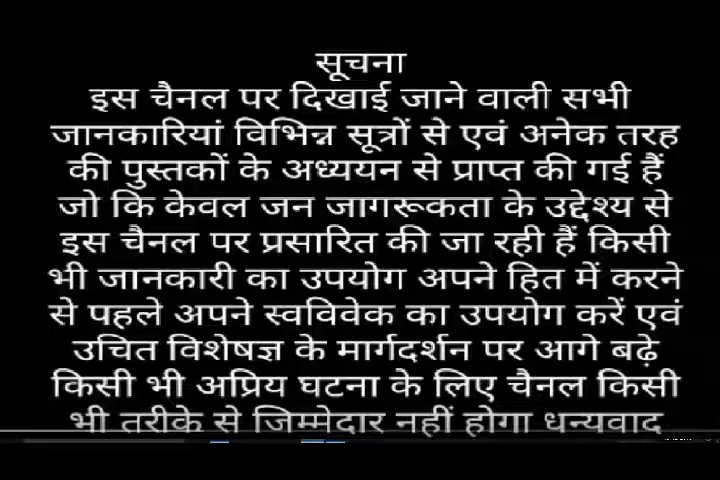 सूचना
इस चैनल पर दिखाई जाने वाली सभी
जानकारियां विभिन्न सूत्रों से एवं अनेक तरह
की पुस्तकों के अध्ययन से प्राप्त की गई हैं
जो कि केवल जन जागरूकता के उद्देश्य से
इस चैनल पर प्रसारित की जा रही हैं किसी
भी जानकारी का उपयोग अपने हित में करने
से पहले अपने स्वविवेक का उपयोग करें एवं
उचित विशेषज्ञ के मार्गदर्शन पर आगे बढ़े
किसी भी अप्रिय घटना के लिए चैनल किसी
भी तरीके से जिम्मेदार नहीं होगा धन्यवाद